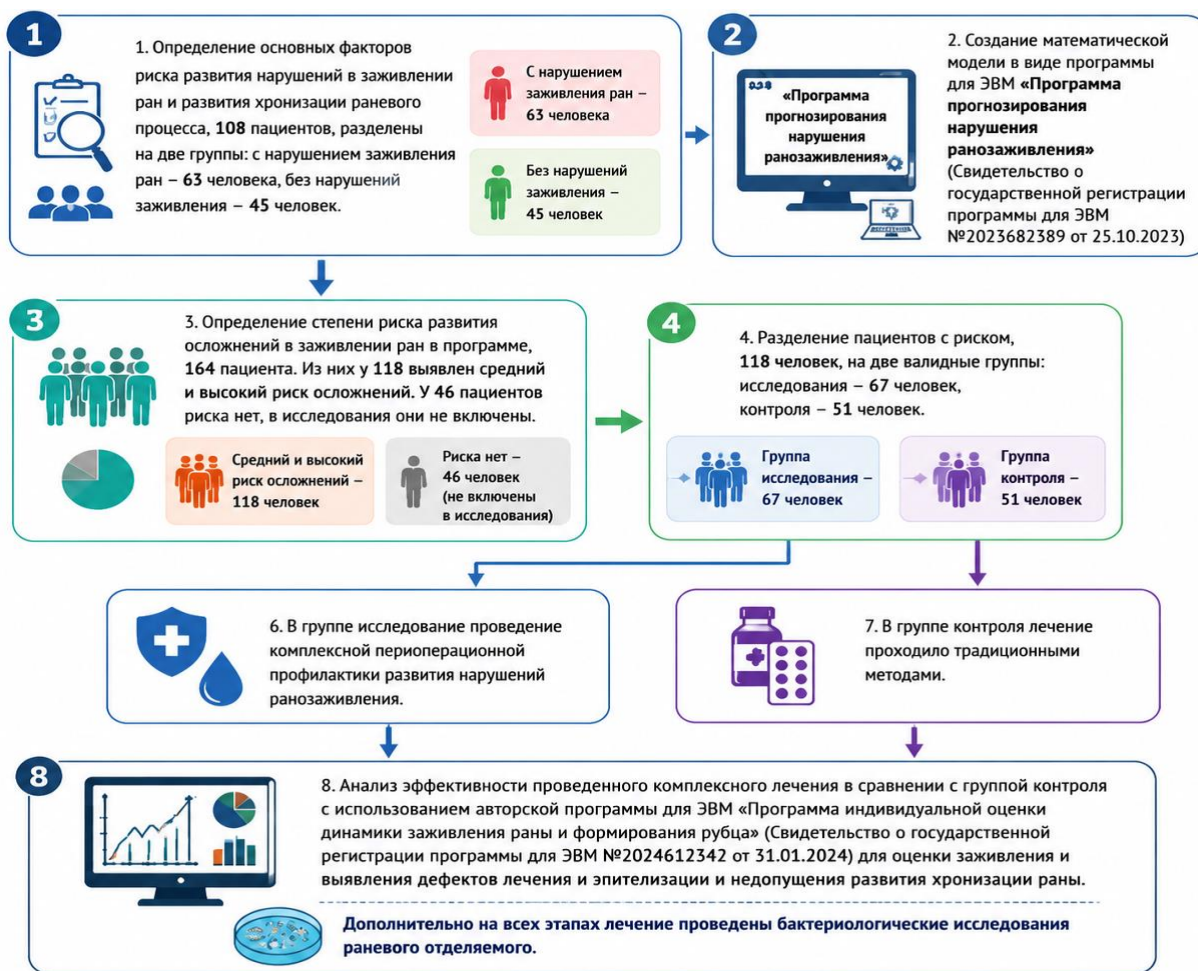 1
1. Определение основных факторов
риска развития нарушений в заживлении
ран и развития хронизации раневого
процесса, 108 пациентов, разделены
на две группы: с нарушением заживления
ран – 63 человека, без нарушений
заживления – 45 человек.
С нарушением
заживления ран –
63 человека
Без нарушений
заживления –
45 человек
2
«Программа
прогнозирования
нарушения
ранозаживления»
2. Создание математической
модели в виде программы
для ЭВМ «Программа
прогнозирования
нарушения
ранозаживления»
(Свидетельство о
государственной регистрации
программы для ЭВМ
№2023682389 от 25.10.2023)
3
3. Определение степени риска развития
осложнений в заживлении ран в программе,
164 пациента. Из них у 118 выявлен средний
и высокий риск осложнений. У 46 пациентов
риска нет, в исследования они не включены.
Средний и высокий
риск осложнений –
118 человек
Риска нет –
46 человек
(не включены
в исследования)
4
4. Разделение пациентов с риском,
118 человек, на две валидные группы:
исследования – 67 человек,
контроля – 51 человек.
Группа
исследования –
67 человек
Группа
контроля –
51 человек
6. В группе исследование проведение
комплексной периоперационной
профилактики развития нарушений
ранозаживления.
7. В группе контроля лечение
проходило традиционными
методами.
8
8. Анализ эффективности проведенного комплексного лечения в сравнении с группой контроля
с использованием авторской программы для ЭВМ «Программа индивидуальной оценки
динамики заживления раны и формирования рубца» (Свидетельство о государственной
регистрации программы для ЭВМ №2024612342 от 31.01.2024) для оценки заживления и
выявления дефектов лечения и эпителизации и недопущения развития хронизации раны.
Дополнительно на всех этапах лечение проведены бактериологические исследования
раневого отделяемого.